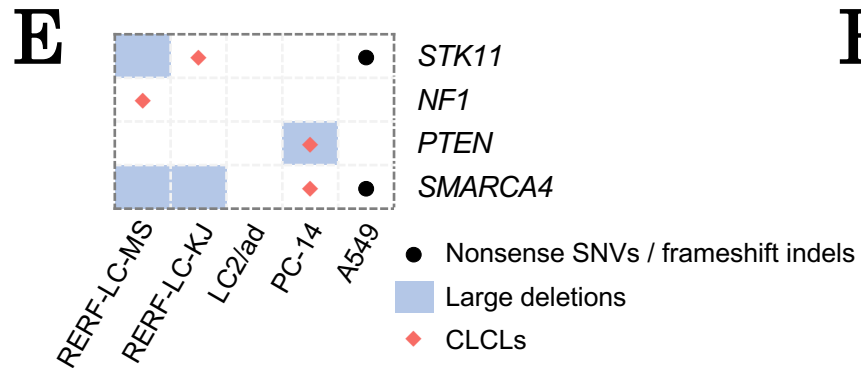 E
STK11
NF1
PTEN
SMARCA4
RERF-LC-MS
RERF-LC-KJ
LC2/ad
PC-14
A549
Nonsense SNVs / frameshift indels
Large deletions
CLCLs